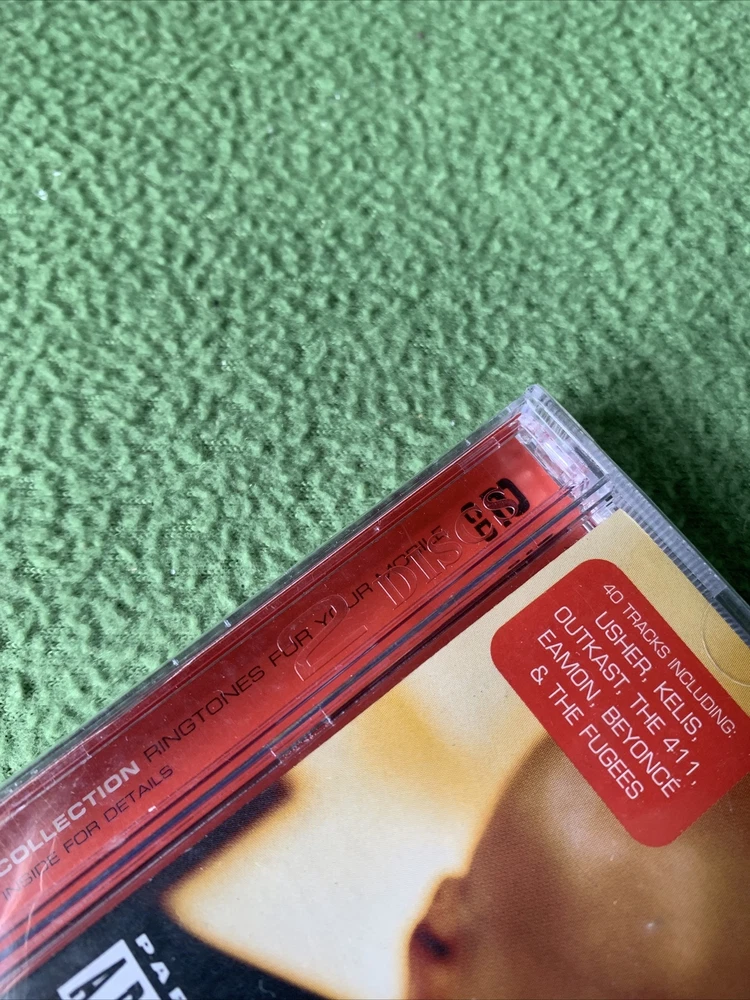 COLLECTION RINGTONES FOR YOUR MOBILE
INSIDE FOR DETAILS
2 DISCS
CD
40 TRACKS INCLUDING:
USHER, KELIS,
OUTKAST, THE 411,
EAMON, BEYONCÉ
& THE FUGEES